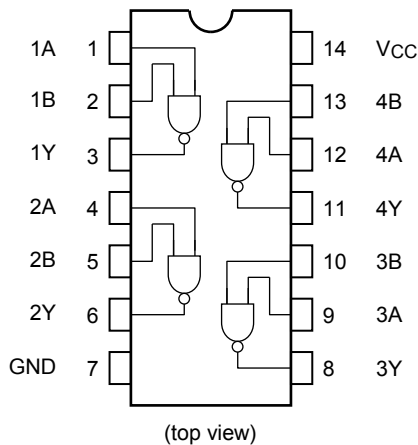 1A 1 14 VCC
1B 2 13 4B
1Y 3 12 4A
2A 4 11 4Y
2B 5 10 3B
2Y 6 9 3A
GND 7 8 3Y
(top view)